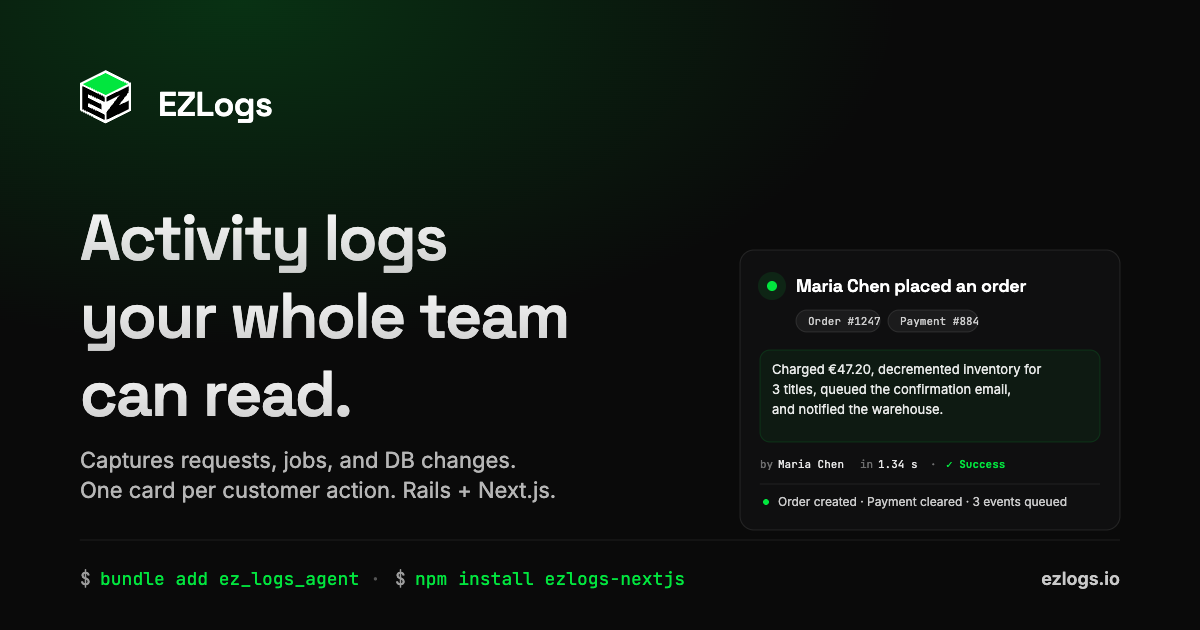 EZ
EZLogs
Activity logs
your whole team
can read.
Captures requests, jobs, and DB changes.
One card per customer action. Rails + Next.js.
Maria Chen placed an order
Order #1247 Payment #884
Charged €47.20, decremented inventory for
3 titles, queued the confirmation email,
and notified the warehouse.
by Maria Chen in 1.34 s · ✓ Success
Order created · Payment cleared · 3 events queued
$ bundle add ez_logs_agent · $ npm install ezlogs-nextjs
ezlogs.io